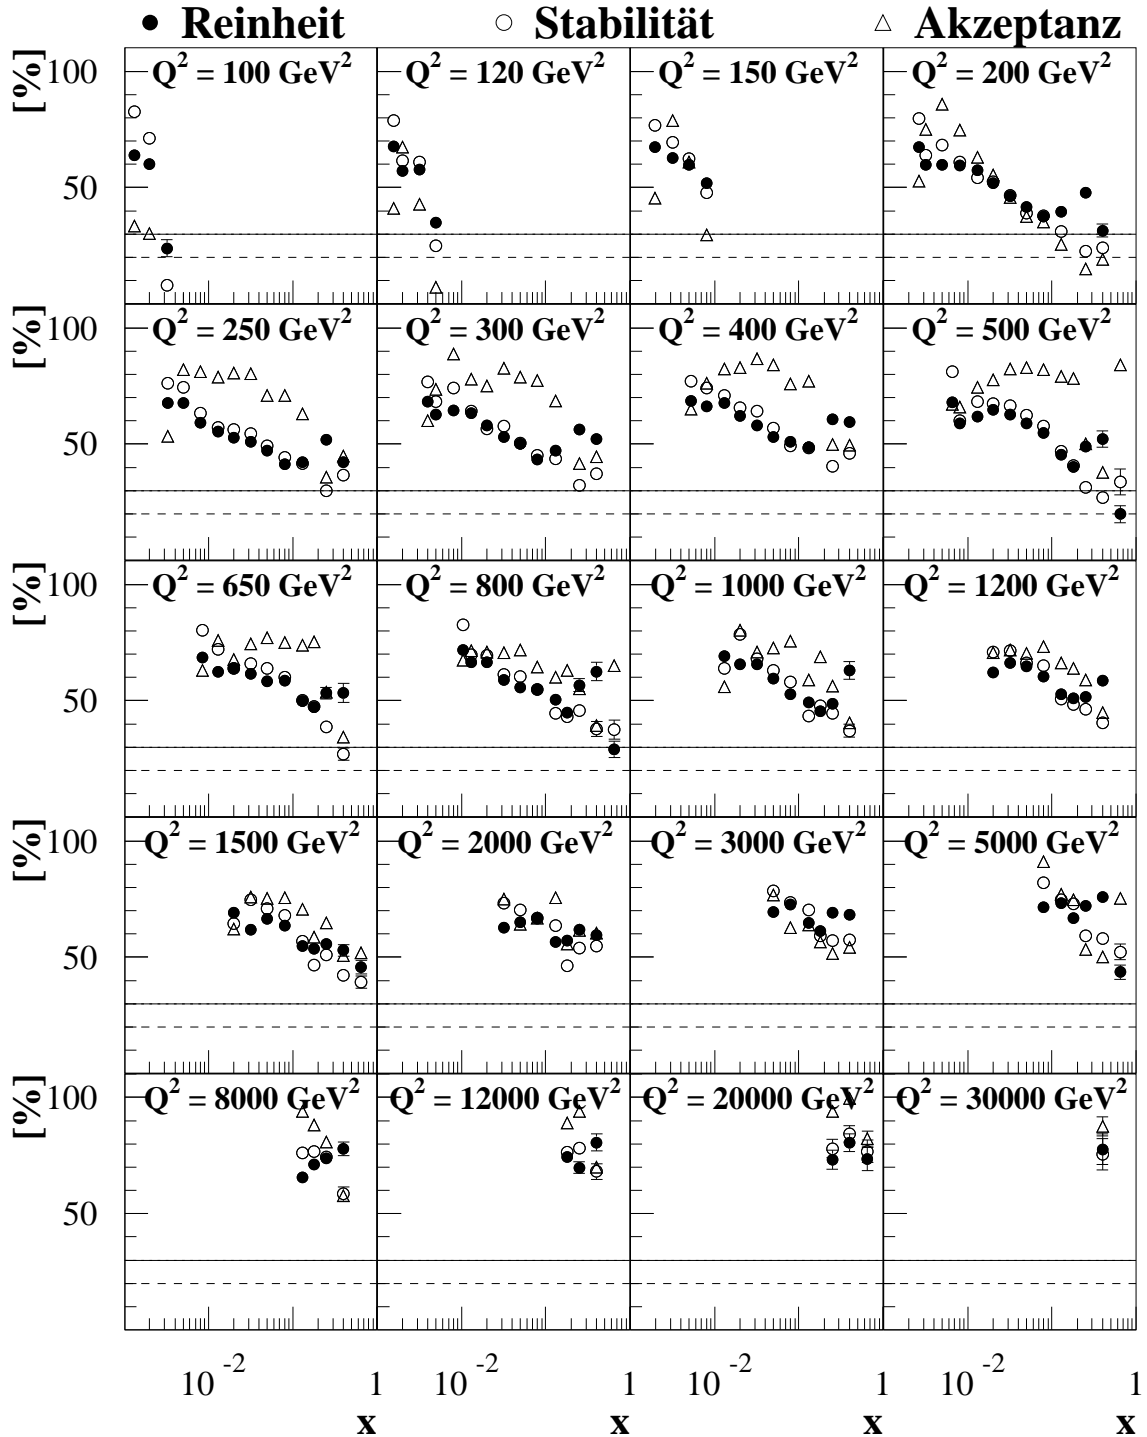 ● Reinheit ○ Stabilität △ Akzeptanz
[%] 100 50 Q² = 100 GeV² Q² = 120 GeV² Q² = 150 GeV² Q² = 200 GeV²
[%] 100 50 Q² = 250 GeV² Q² = 300 GeV² Q² = 400 GeV² Q² = 500 GeV²
[%] 100 50 Q² = 650 GeV² Q² = 800 GeV² Q² = 1000 GeV² Q² = 1200 GeV²
[%] 100 50 Q² = 1500 GeV² Q² = 2000 GeV² Q² = 3000 GeV² Q² = 5000 GeV²
[%] 100 50 Q² = 8000 GeV² Q² = 12000 GeV² Q² = 20000 GeV² Q² = 30000 GeV²
10⁻² 1 10⁻² 1 10⁻² 1 10⁻² 1
x x x x